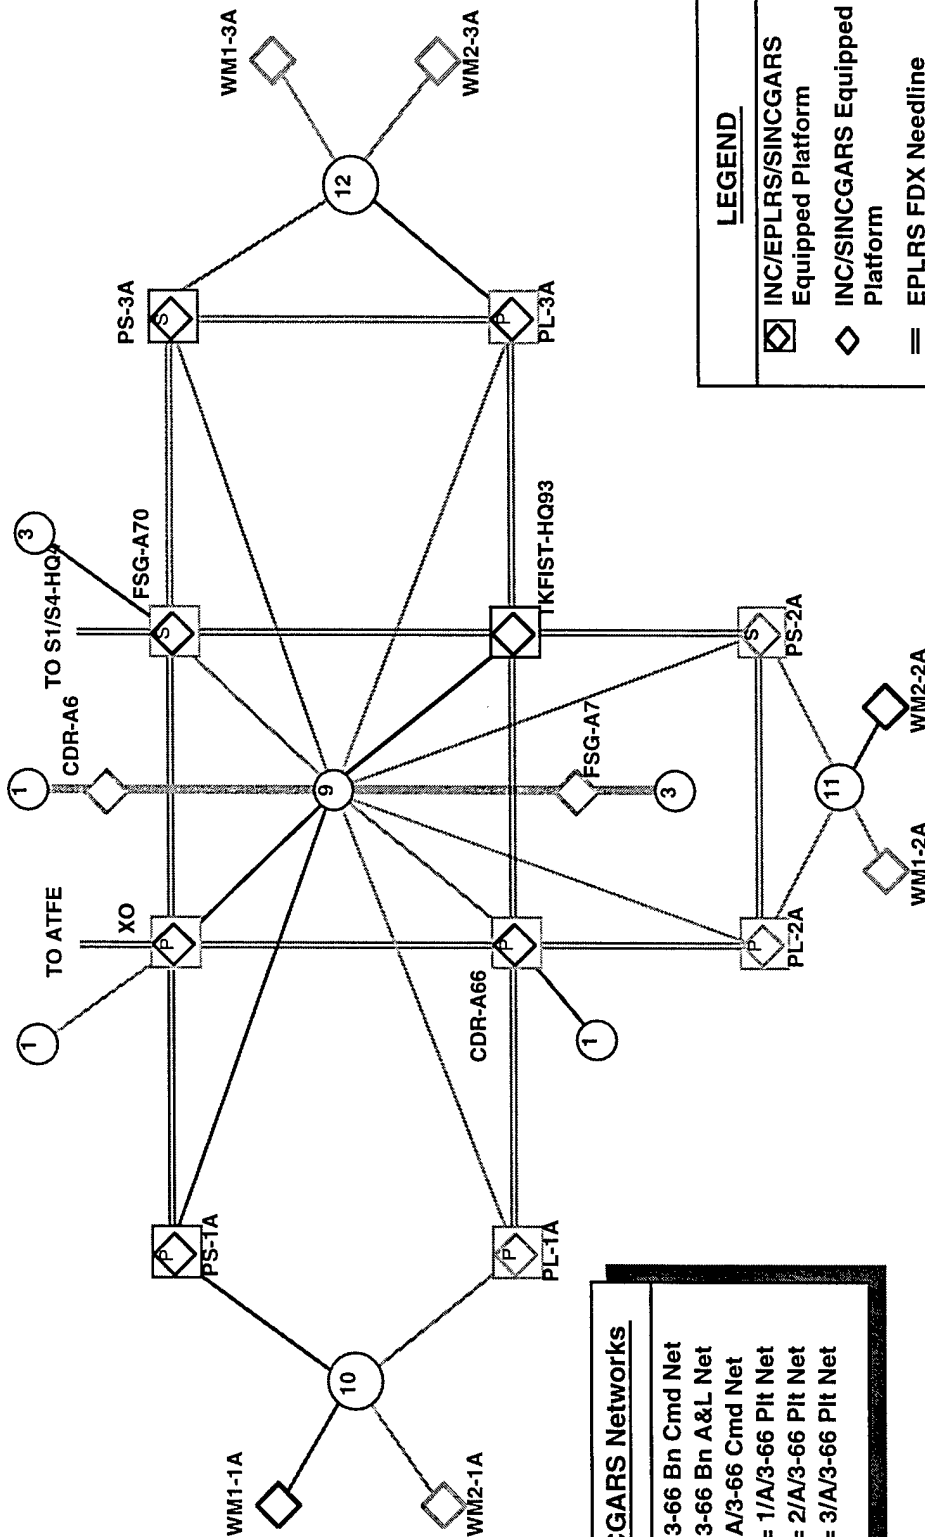 1
1
3
TO ATFE
TO S1/S4-HQ4
CDR-A6
XO
FSG-A70
PS-3A
P
P
S
S
PS-1A
WM1-1A
WM1-3A
9
10
12
WM2-1A
CDR-A66
WM2-3A
P
P
P
PL-1A
TKFIST-HQ93
PL-3A
1
FSG-A7
3
P
S
PL-2A
PS-2A
11
WM1-2A
WM2-2A
CGARS Networks
3-66 Bn Cmd Net
3-66 Bn A&L Net
A/3-66 Cmd Net
= 1/A/3-66 Plt Net
= 2/A/3-66 Plt Net
= 3/A/3-66 Plt Net
LEGEND
INC/EPLRS/SINCGARS
Equipped Platform
INC/SINCGARS Equipped
Platform
EPLRS FDX Needline